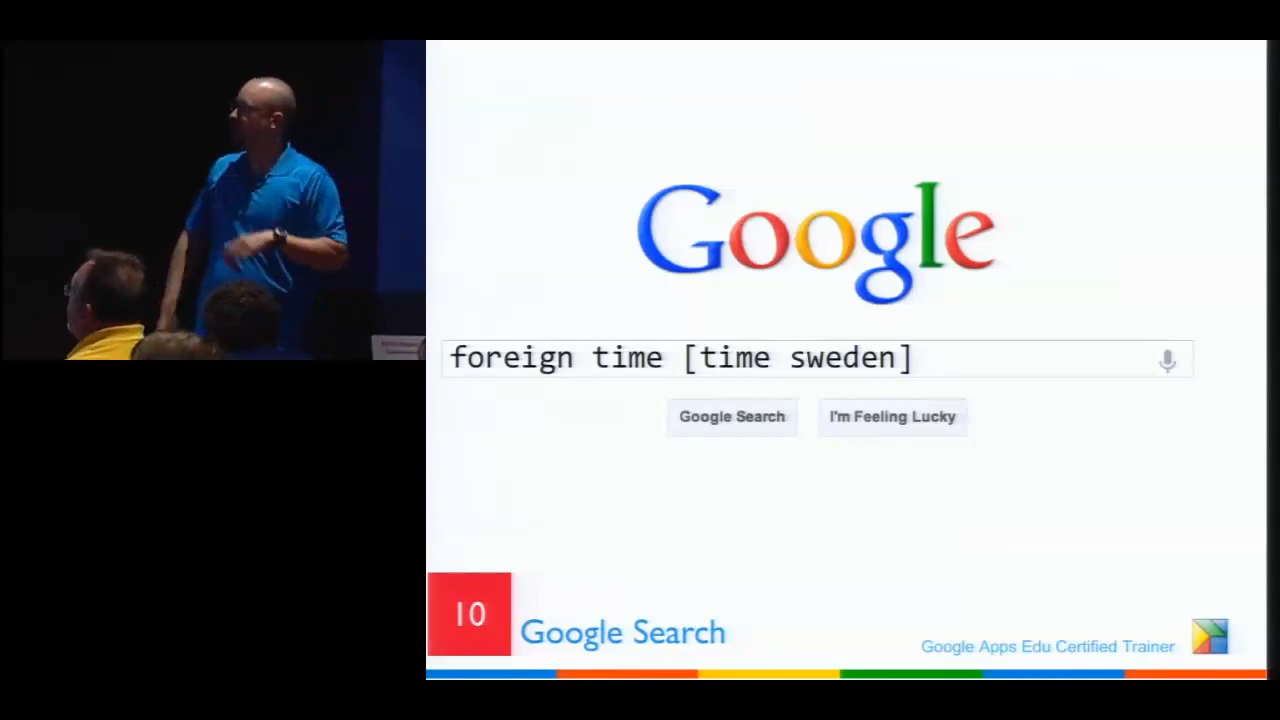 Google
foreign time [time sweden]
Google Search
I'm Feeling Lucky
10
Google Search
Google Apps Edu Certified Trainer